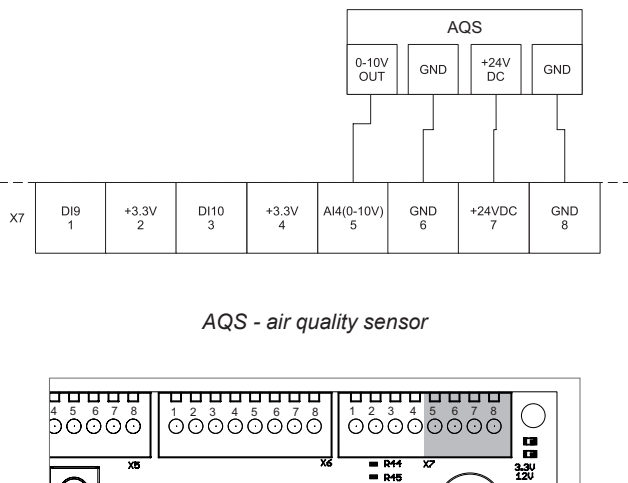 AQS
0-10V OUT GND +24V DC GND
X7 DI9 1 +3.3V 2 DI10 3 +3.3V 4 AI4(0-10V) 5 GND 6 +24VDC 7 GND 8
AQS - air quality sensor
4 5 6 7 8 1 2 3 4 5 6 7 8 1 2 3 4 5 6 7 8
X5 X6 R44 X7
R45
3.3V
12V